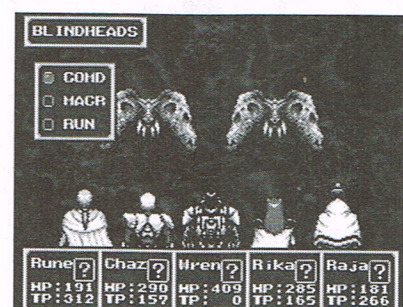 BLINDHEADS
COMD
MACR
RUN
Rune ? Chaz ? Wren ? Rika ? Raja ?
HP:191 HP:290 HP:409 HP:285 HP:181
TP:312 TP:157 TP: 0 TP:165 TP:266